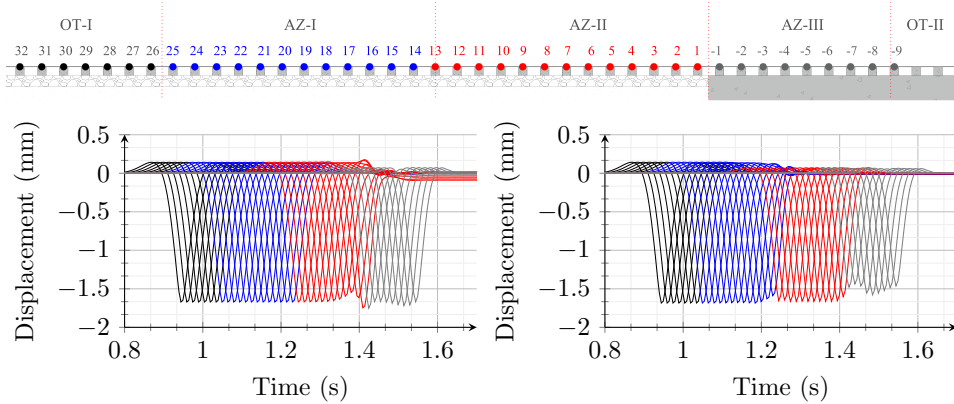 OT-I AZ-I AZ-II AZ-III OT-II
32 31 30 29 28 27 26 25 24 23 22 21 20 19 18 17 16 15 14 13 12 11 10 9 8 7 6 5 4 3 2 1 -1 -2 -3 -4 -5 -6 -7 -8 -9
Displacement (mm)
0.5
0
−0.5
−1
−1.5
−2
0.8 1 1.2 1.4 1.6
Time (s)
Displacement (mm)
0.5
0
−0.5
−1
−1.5
−2
0.8 1 1.2 1.4 1.6
Time (s)